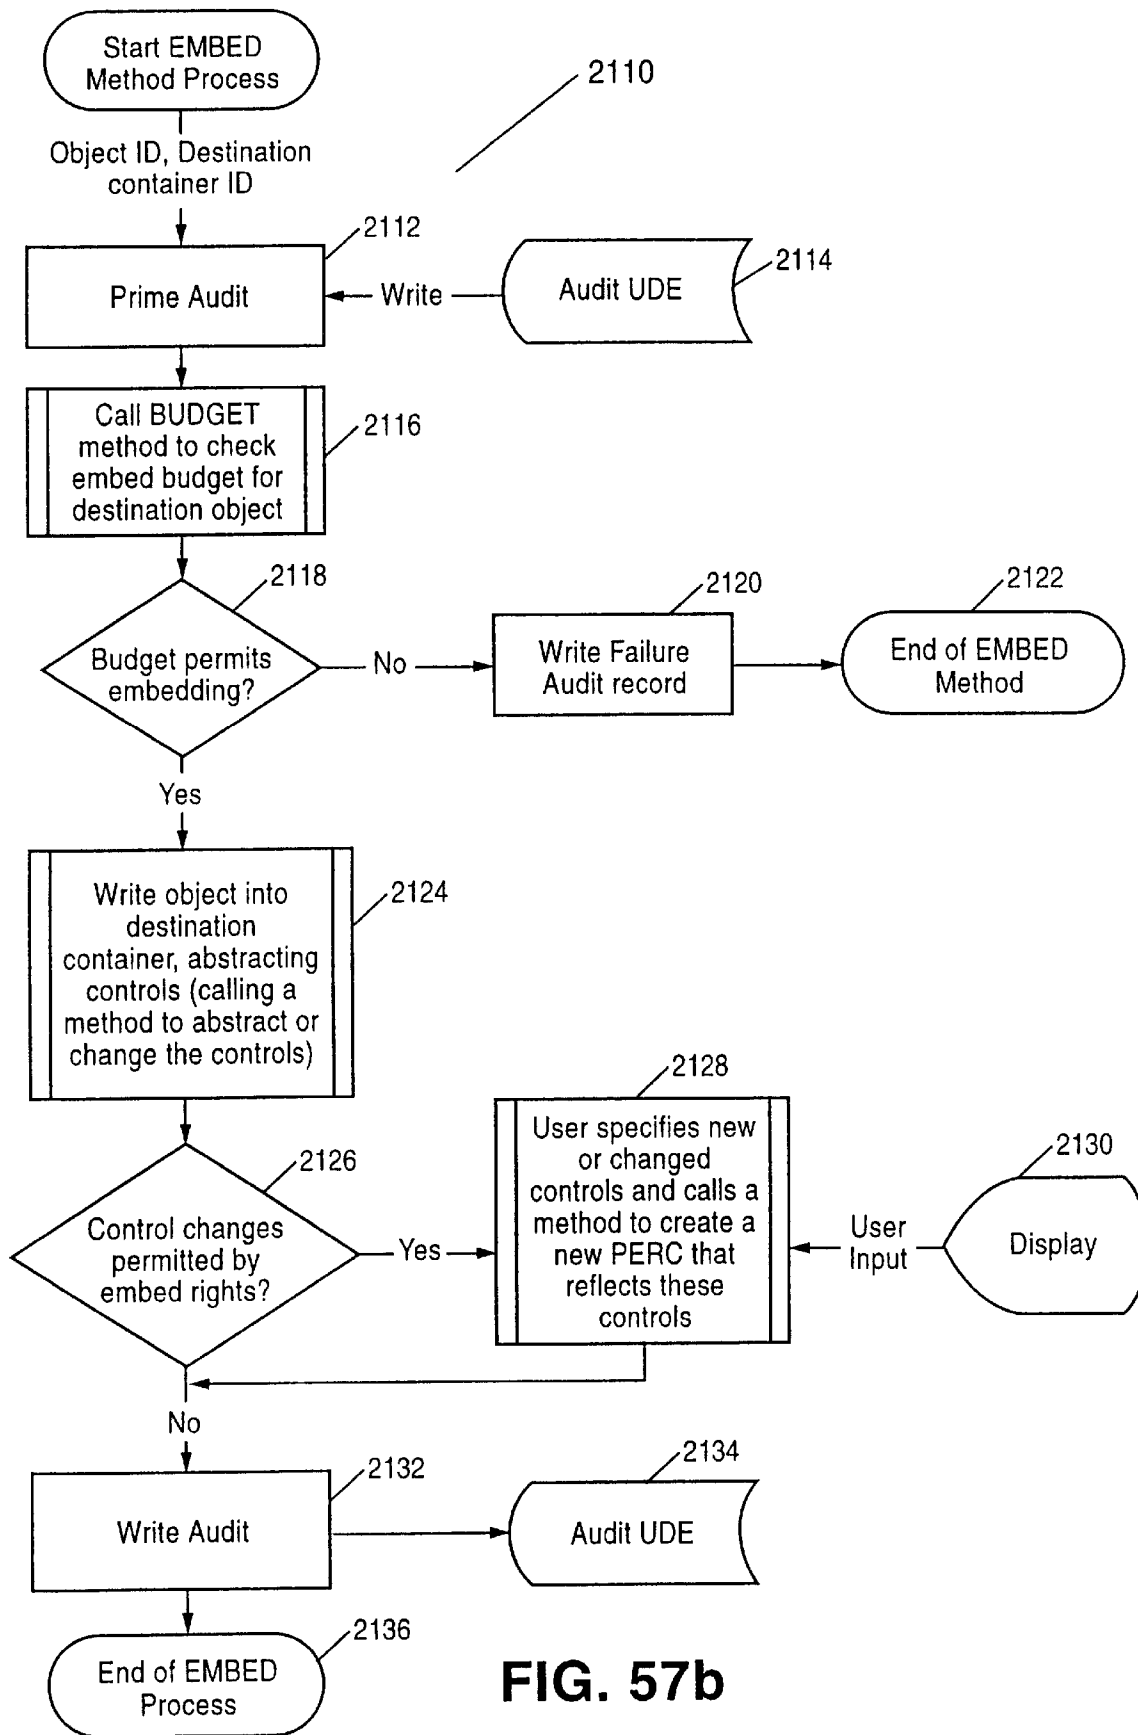 Start EMBED
Method Process
2110
Object ID, Destination
container ID
2112
Prime Audit
Write
Audit UDE
2114
Call BUDGET
method to check
embed budget for
destination object
2116
2118
Budget permits
embedding?
No
2120
Write Failure
Audit record
2122
End of EMBED
Method
Yes
Write object into
destination
container, abstracting
controls (calling a
method to abstract or
change the controls)
2124
2126
Control changes
permitted by
embed rights?
Yes
2128
User specifies new
or changed
controls and calls a
method to create a
new PERC that
reflects these
controls
User
Input
2130
Display
No
2132
Write Audit
2134
Audit UDE
2136
End of EMBED
Process
FIG. 57b